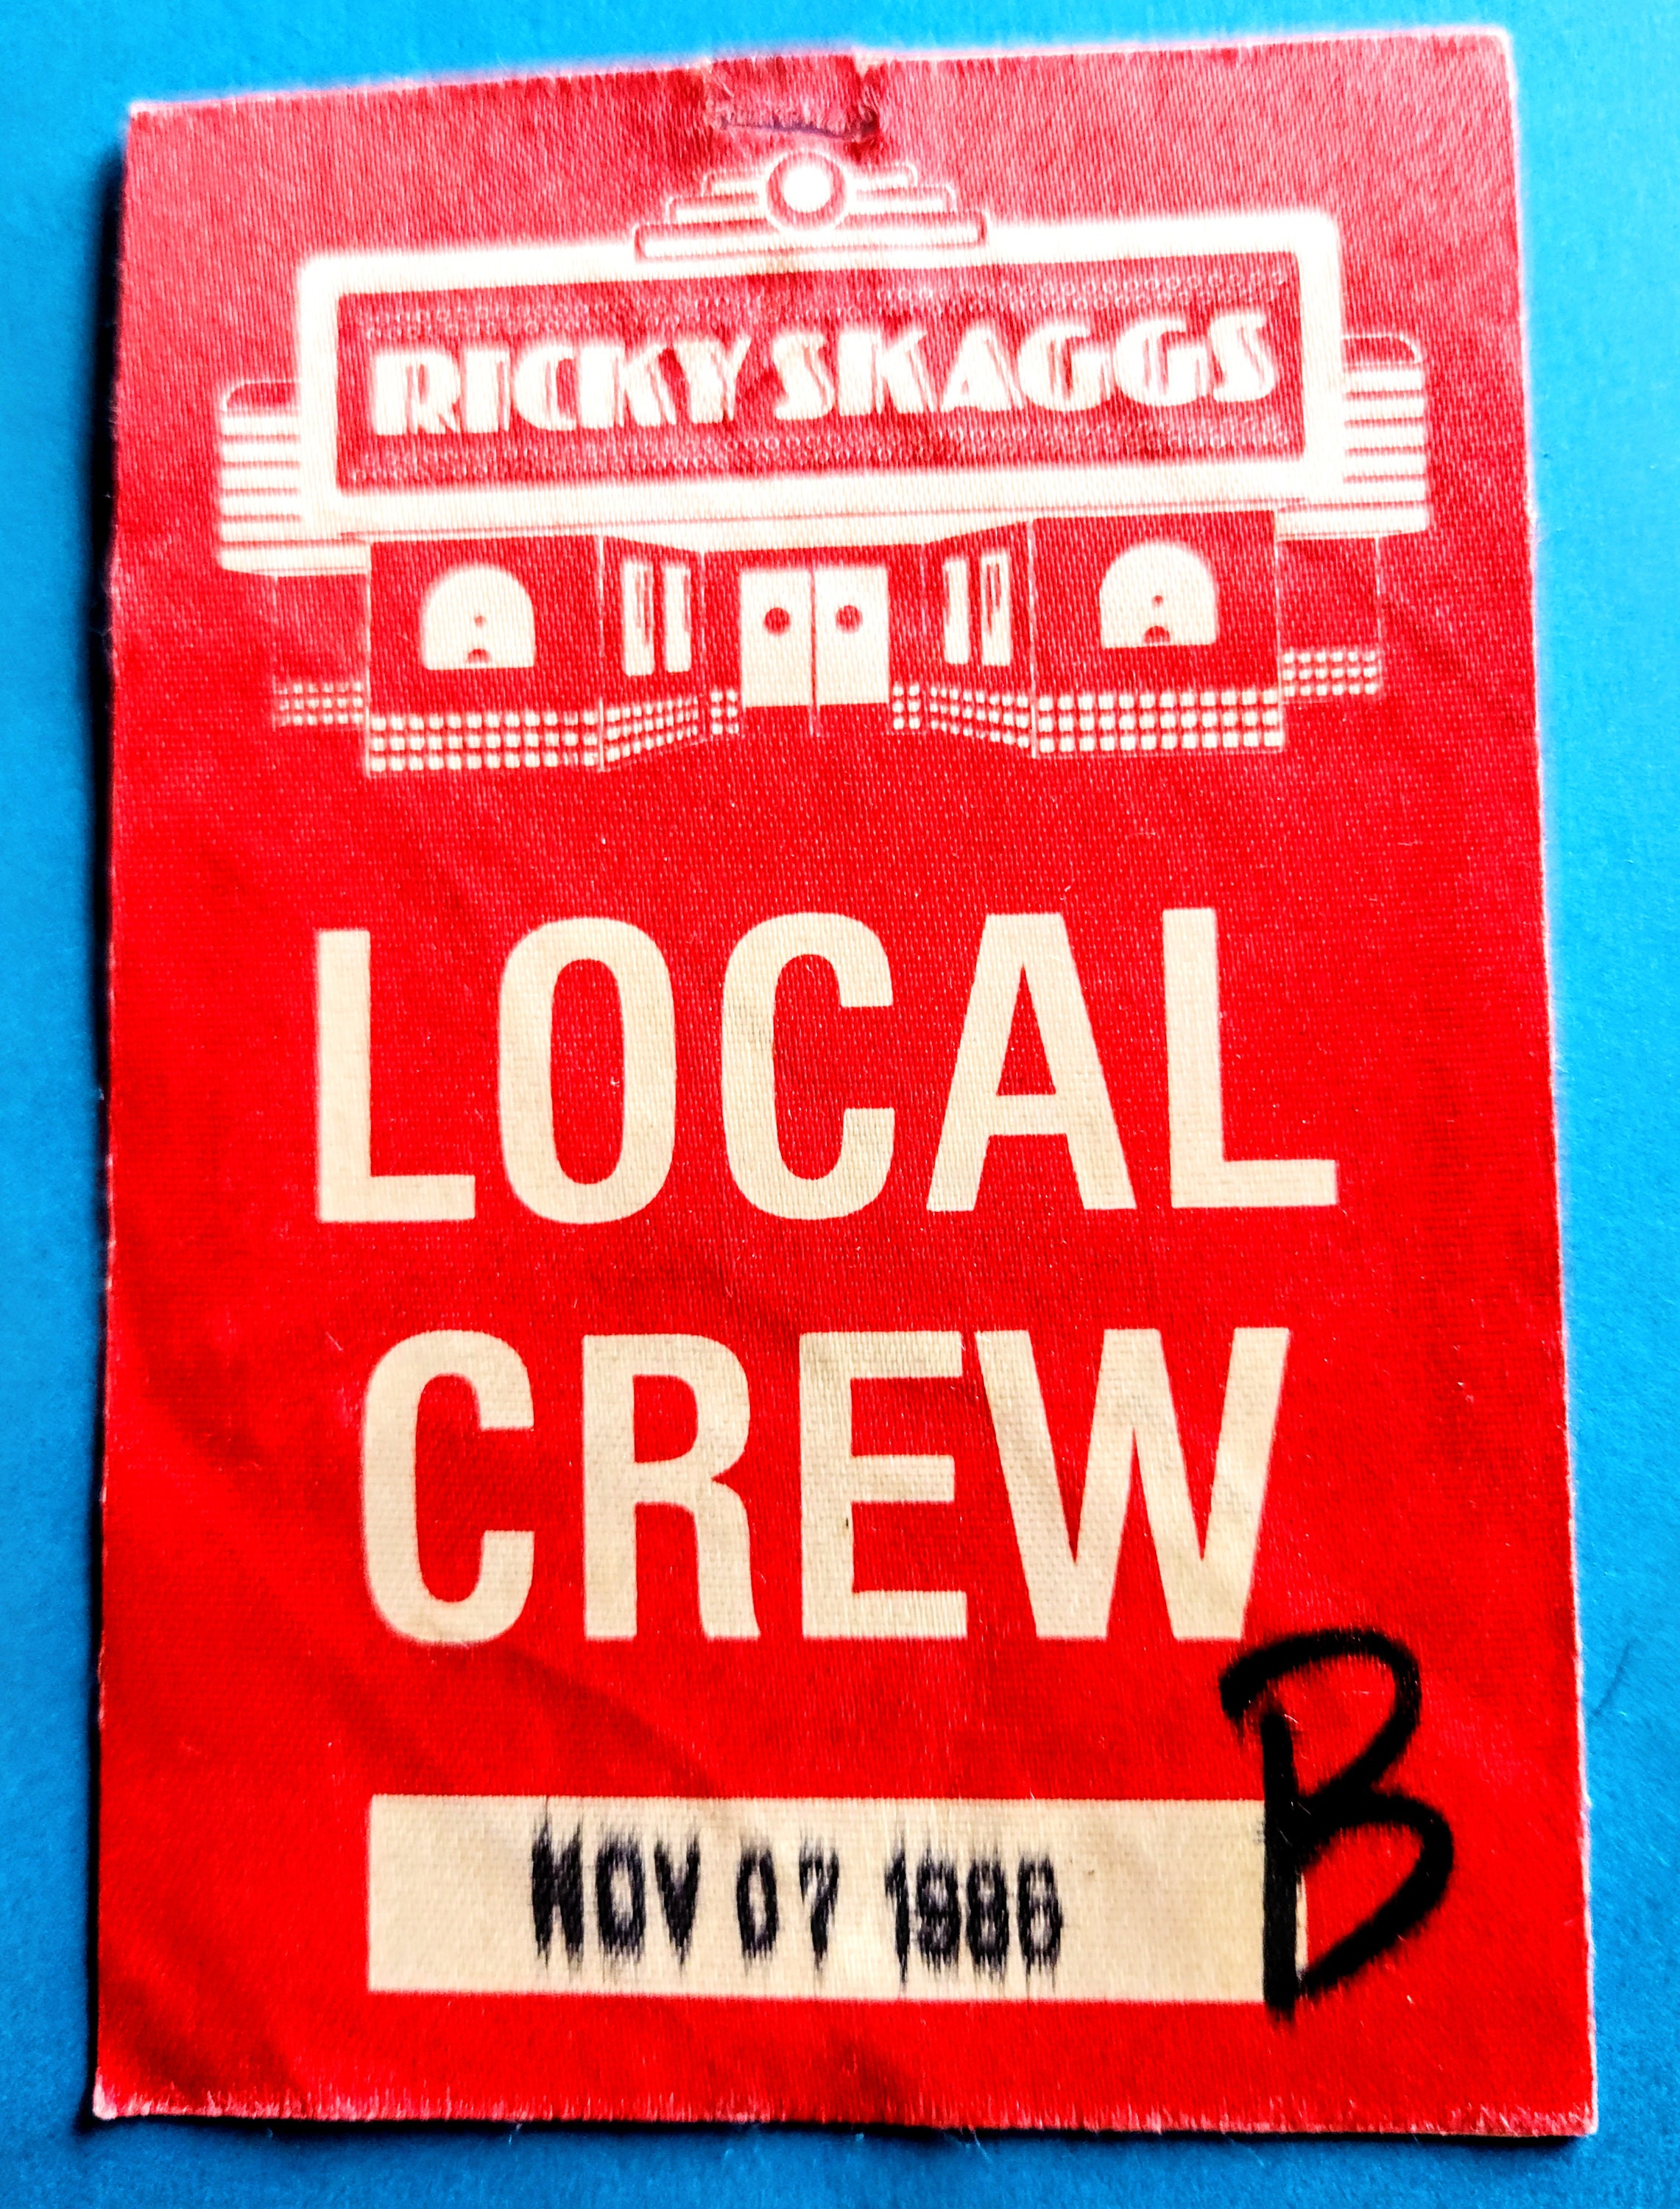 RICKY SKAGGS
LOCAL
CREW
B
NOV 07 1986